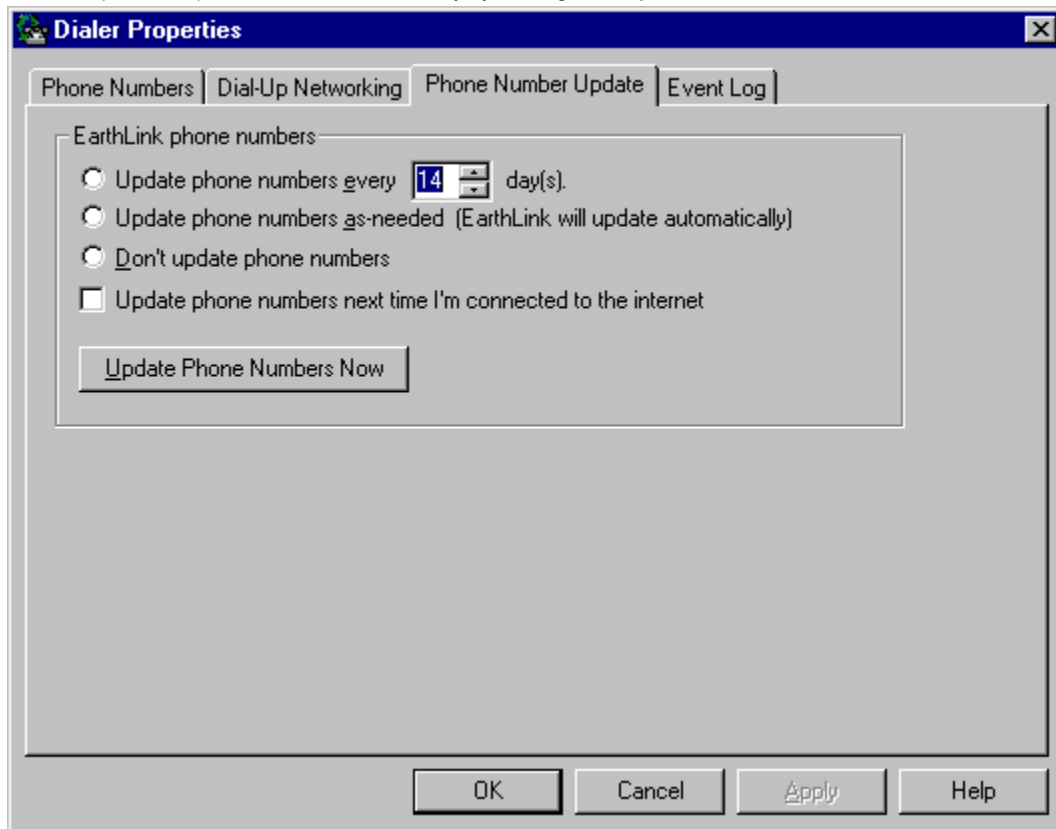 Dialer Properties
Phone Numbers Dial-Up Networking Phone Number Update Event Log
EarthLink phone numbers
Update phone numbers every 14 day(s).
Update phone numbers as-needed (EarthLink will update automatically)
Don't update phone numbers
Update phone numbers next time I'm connected to the internet
Update Phone Numbers Now
OK Cancel Apply Help